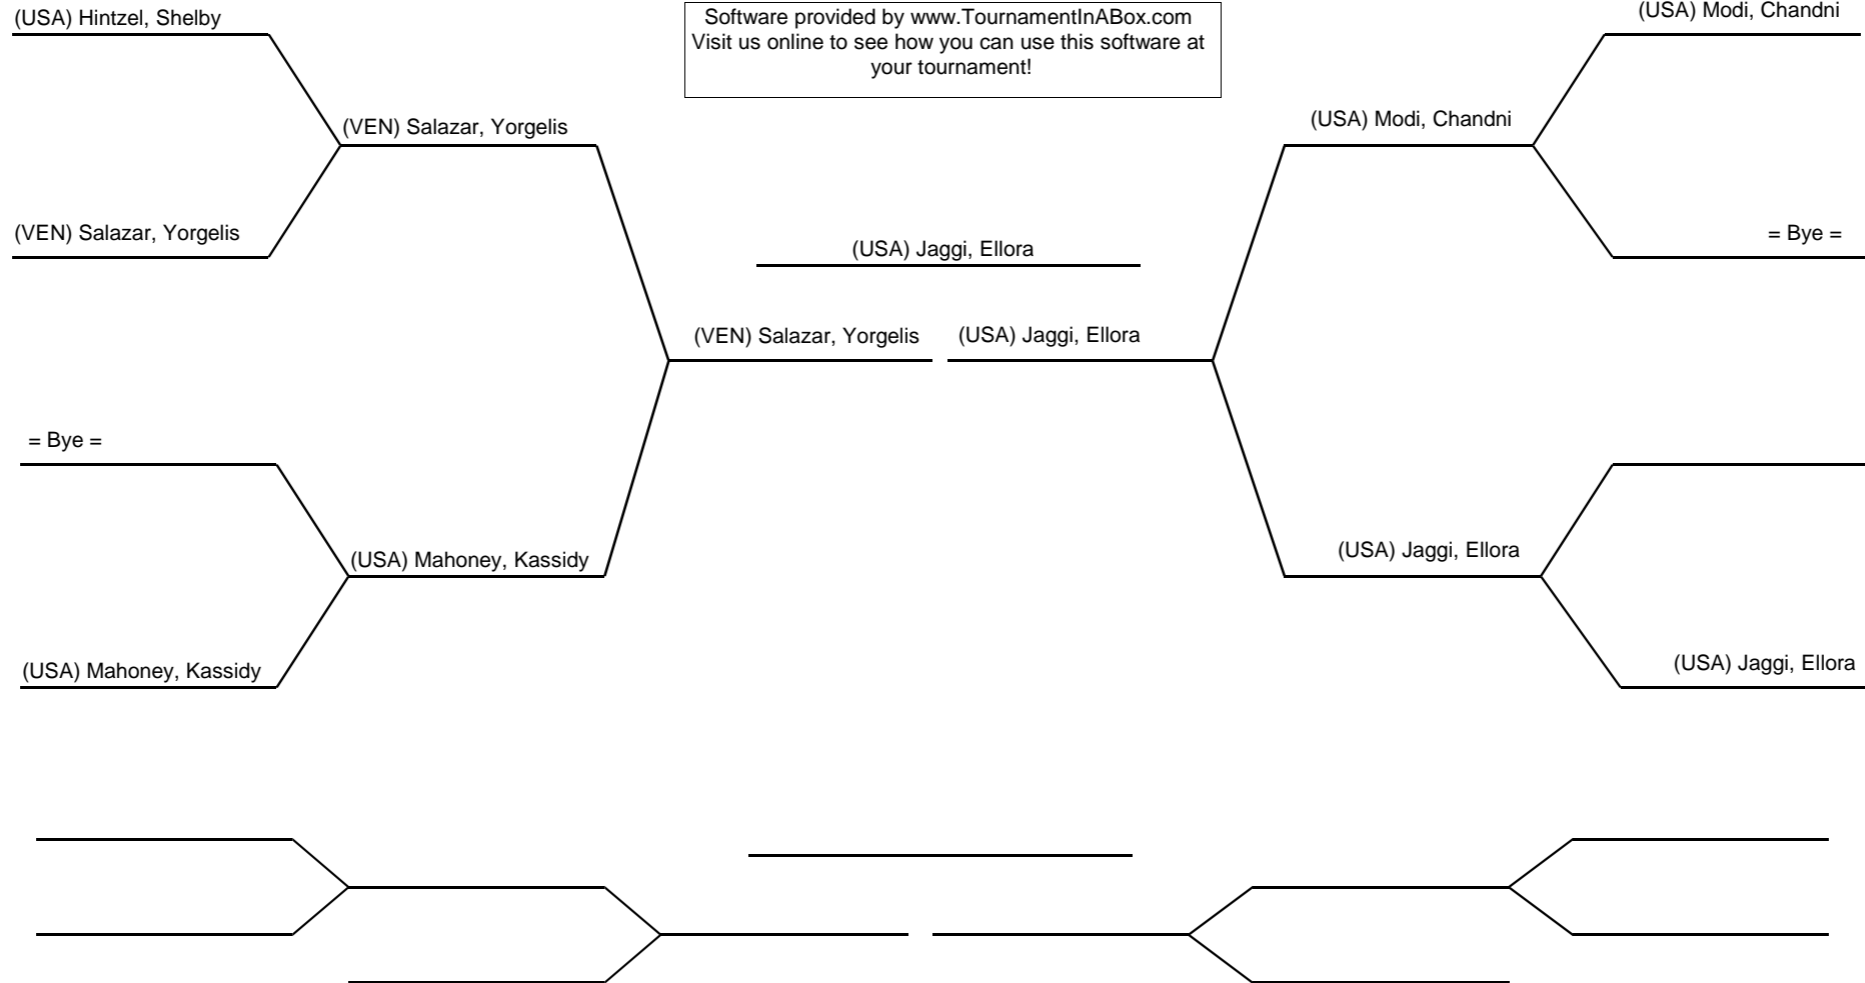 (USA) Hintzel, Shelby
Software provided by www.TournamentInABox.com
Visit us online to see how you can use this software at
your tournament!
(USA) Modi, Chandni
(VEN) Salazar, Yorgelis
(USA) Modi, Chandni
(VEN) Salazar, Yorgelis
(USA) Jaggi, Ellora
= Bye =
(VEN) Salazar, Yorgelis
(USA) Jaggi, Ellora
= Bye =
(USA) Mahoney, Kassidy
(USA) Jaggi, Ellora
(USA) Mahoney, Kassidy
(USA) Jaggi, Ellora